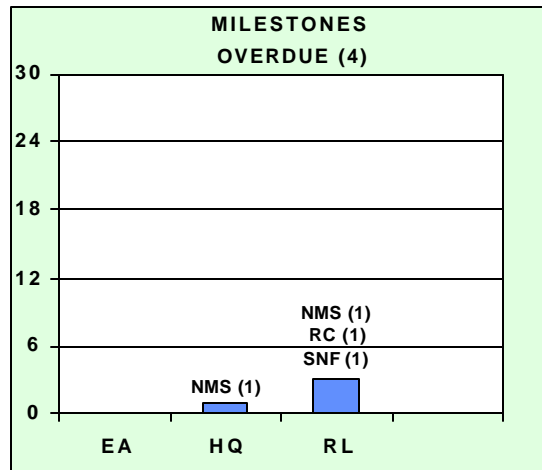 MILESTONES
OVERDUE (4)
30
24
18
12
6
0
NMS (1)
RC (1)
SNF (1)
NMS (1)
EA HQ RL